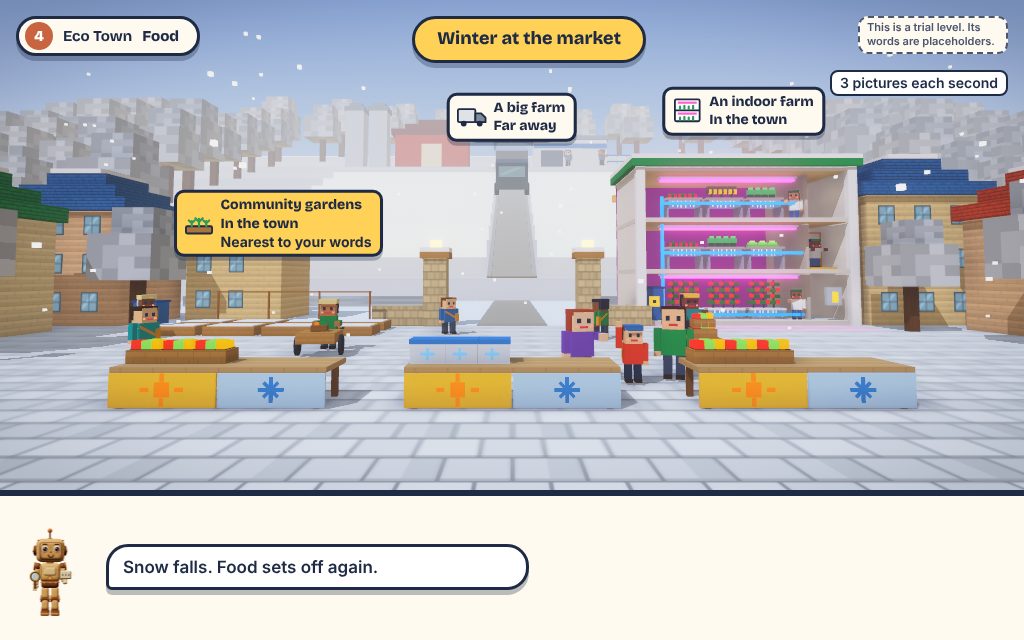 4 Eco Town Food
Winter at the market
This is a trial level. Its
words are placeholders.
3 pictures each second
A big farm
Far away
An indoor farm
In the town
Community gardens
In the town
Nearest to your words
Snow falls. Food sets off again.